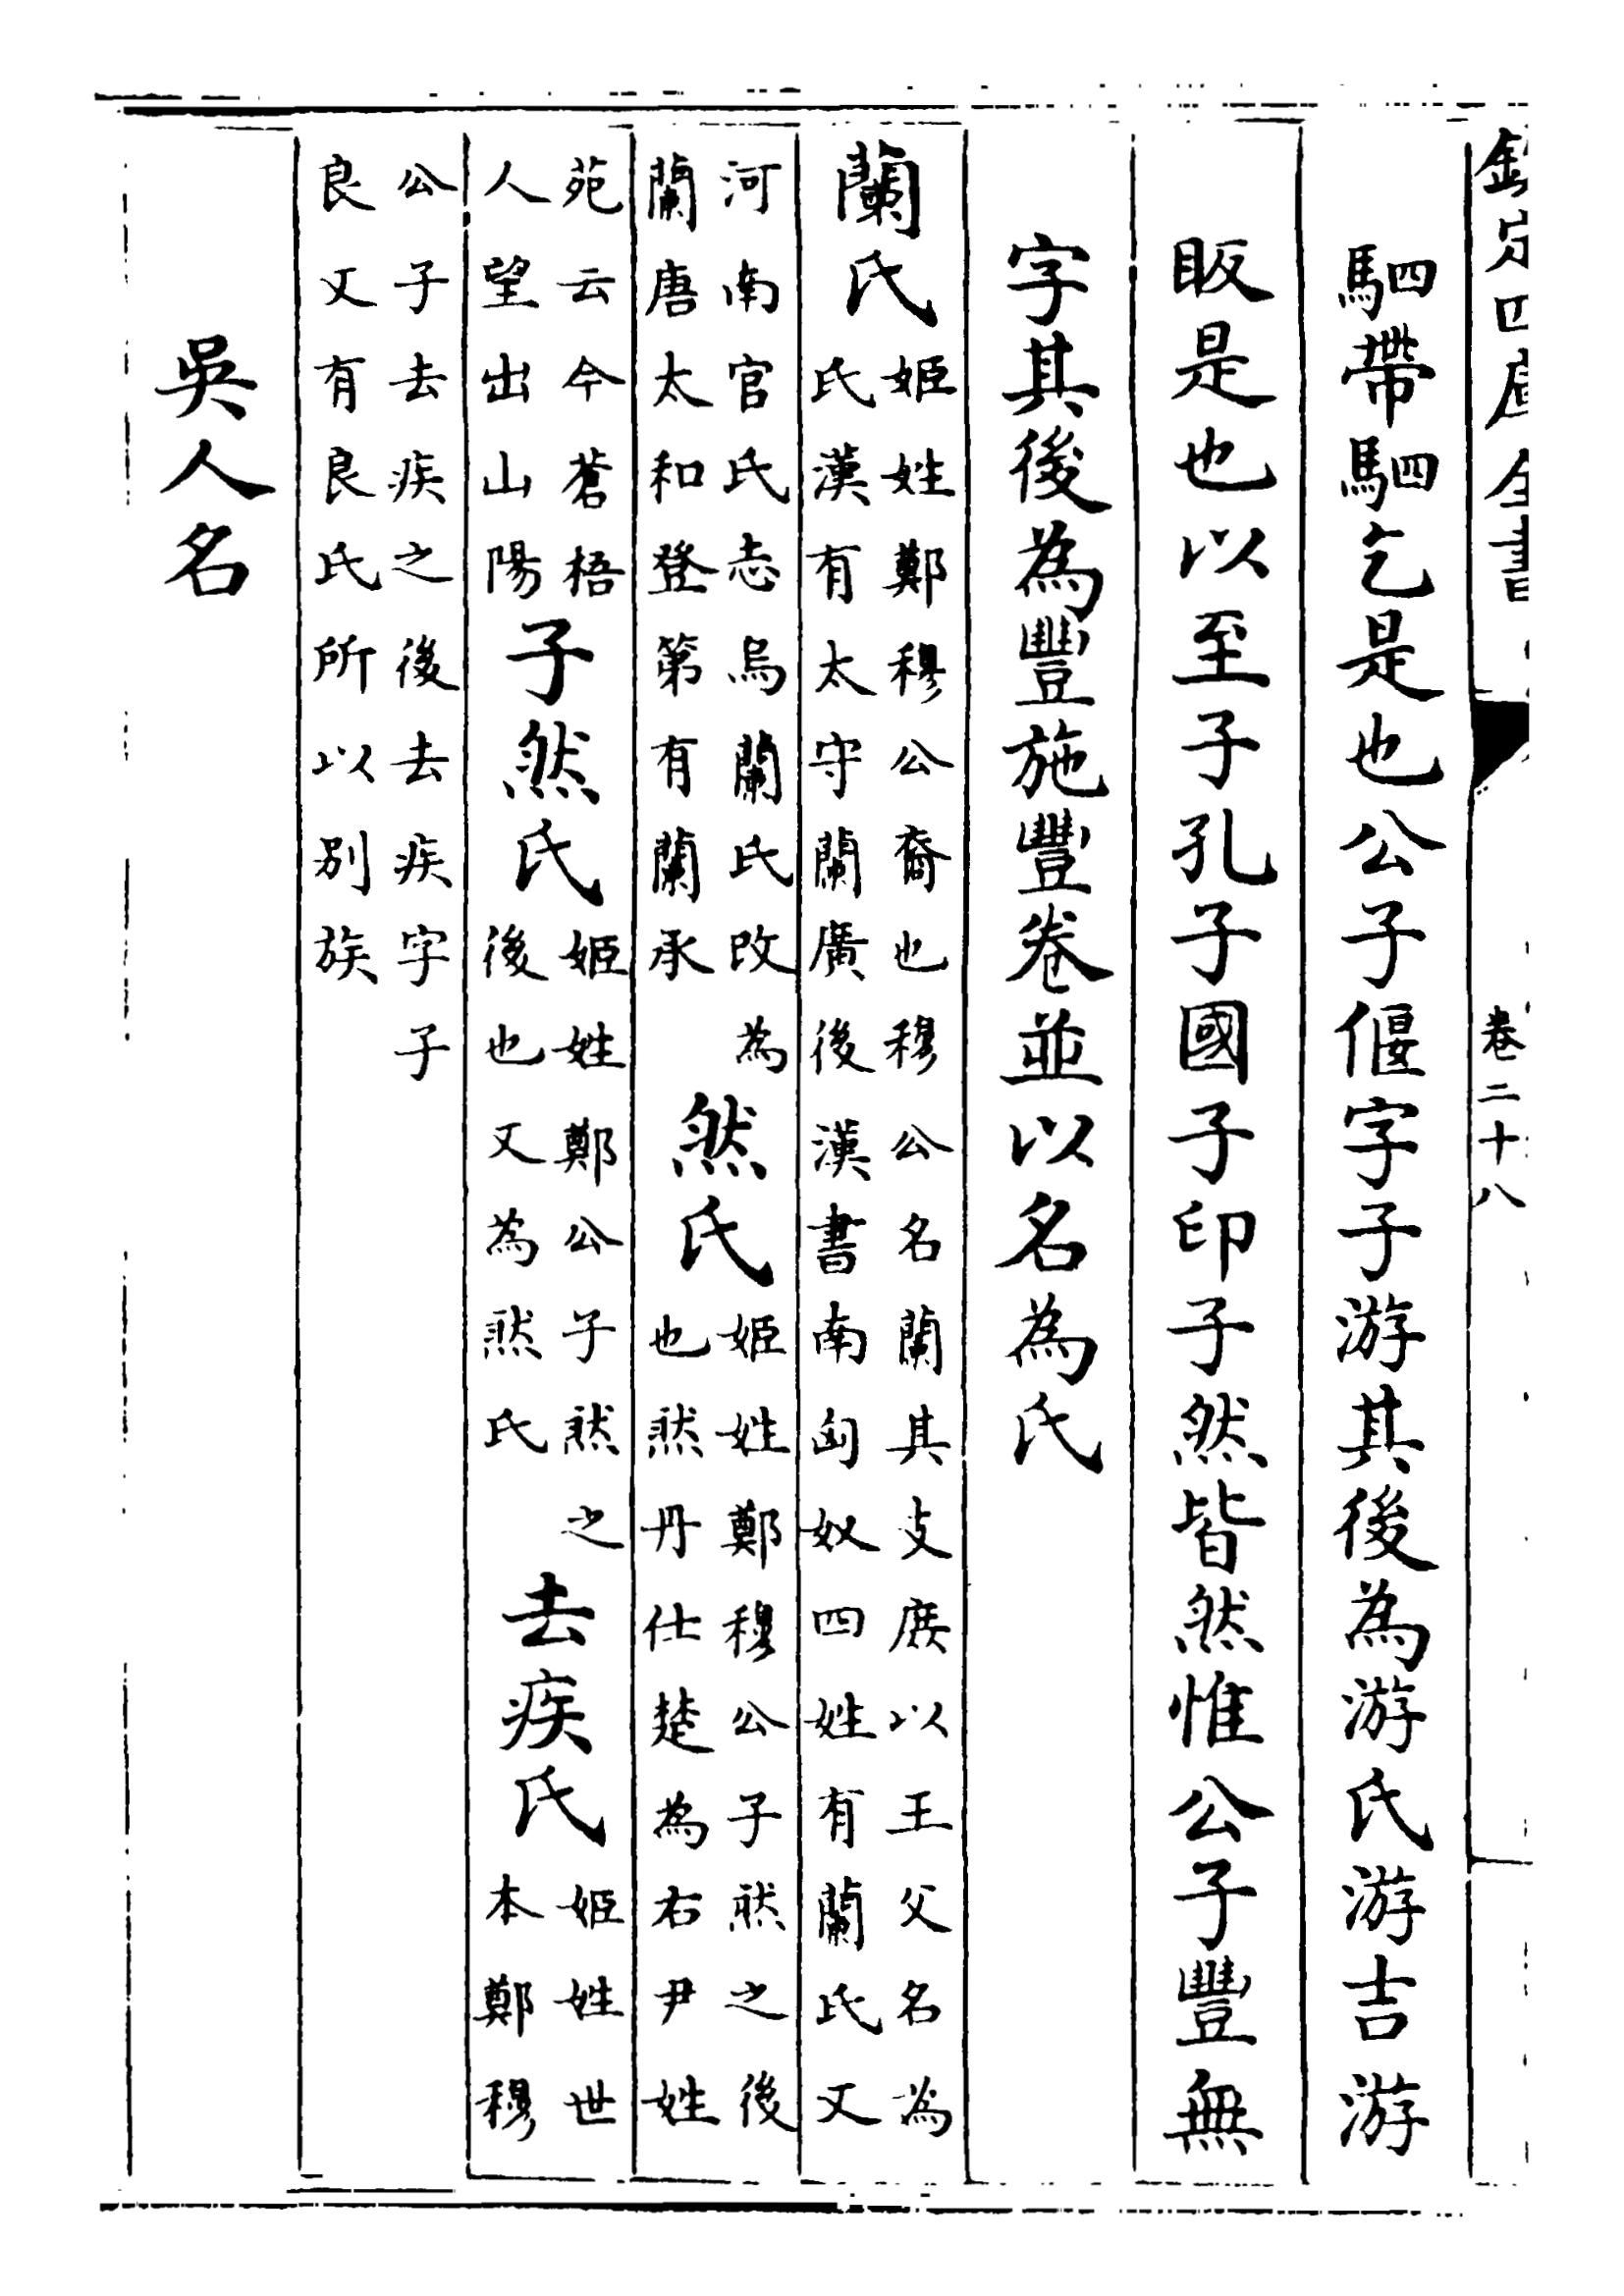 欽定四庫全書
卷二十八
駟帶駟乞是也公子偃字子游其後為游氏游吉游
眅是也以至子孔子國子印子然皆然惟公子豐無
字其後為豐施豐卷並以名為氏
蘭氏姬姓鄭穆公裔也穆公名蘭其支庶以王父名為氏漢有太守蘭廣後漢書南匈奴四姓有蘭氏又
河南官氏志烏蘭氏改為蘭唐太和登第有蘭承然氏姬姓鄭穆公子然之後也然丹仕楚為右尹姓
苑云今蒼梧人望出山陽子然氏姬姓鄭公子然之後也又為然氏去疾氏姬姓世本鄭穆
公子去疾之後去疾字子良又有良氏所以別族
吳人名